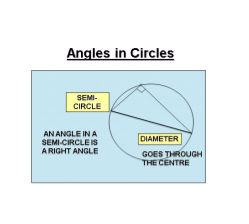 Angles in Circles
SEMI-
CIRCLE
AN ANGLE IN A
SEMI-CIRCLE IS
A RIGHT ANGLE
DIAMETER
GOES THROUGH
THE CENTRE